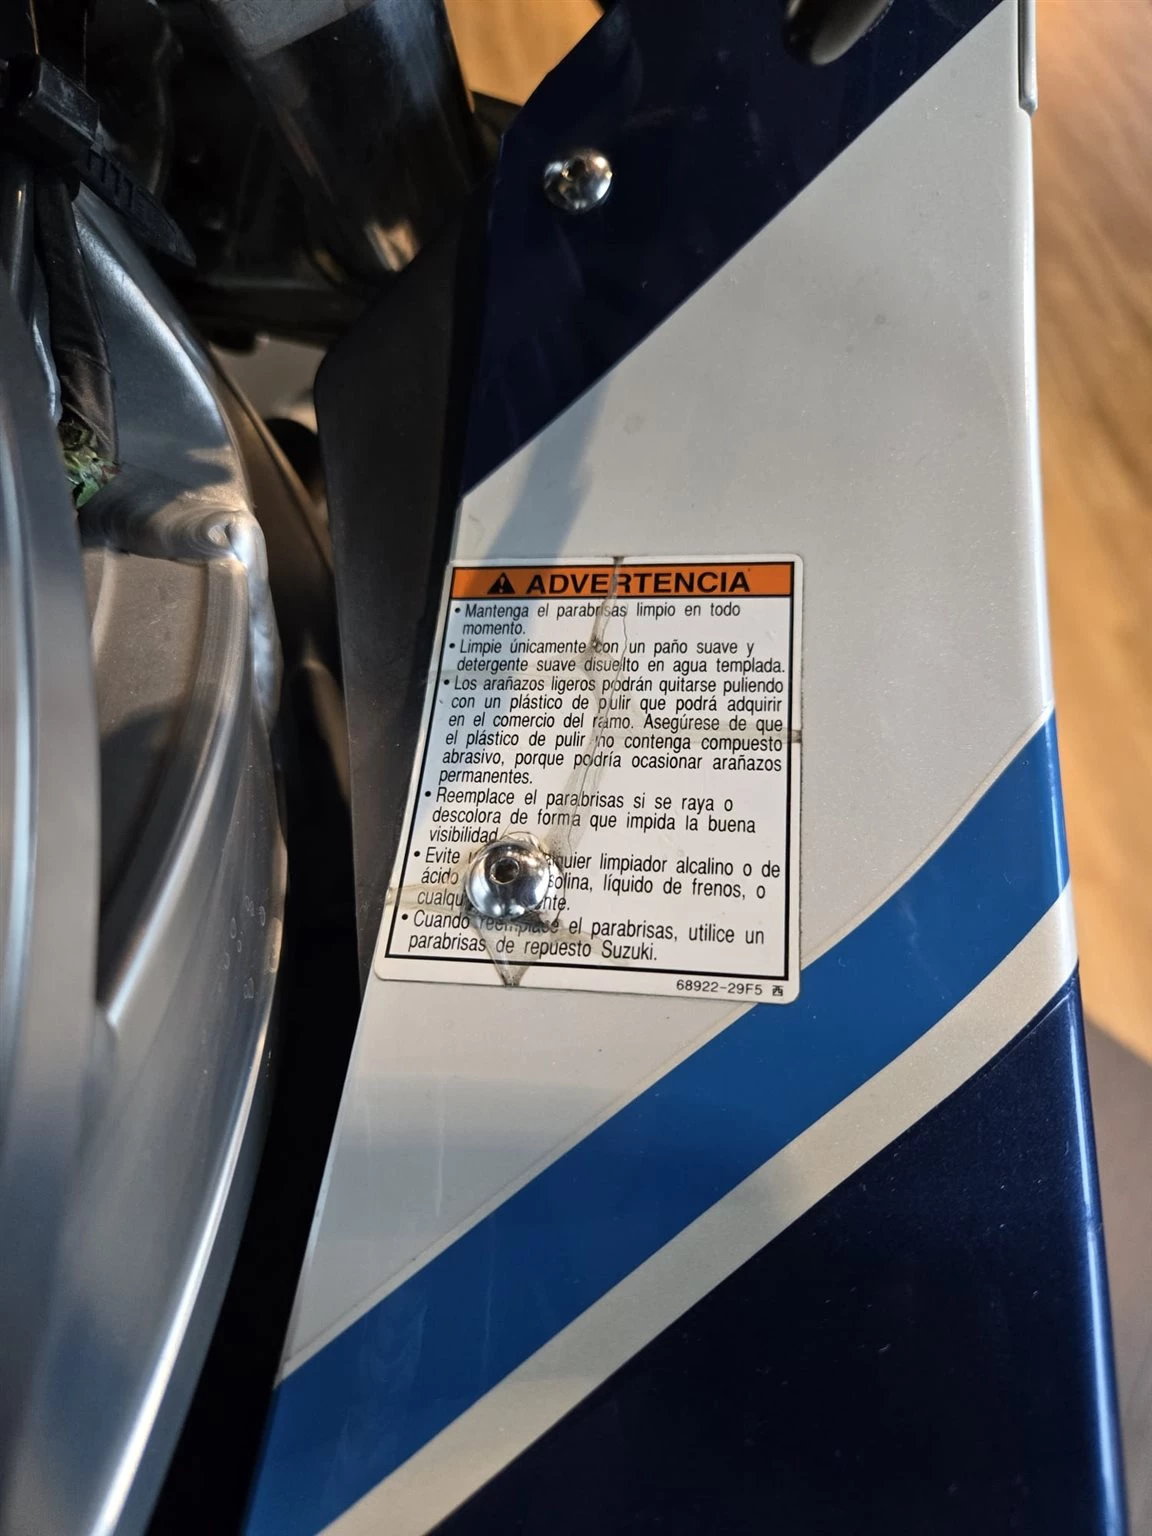 ADVERTENCIA
• Mantenga el parabrisas limpio en todo
momento.
• Limpie únicamente con un paño suave y
detergente suave disuelto en agua templada.
• Los arañazos ligeros podrán quitarse puliendo
con un plástico de pulir que podrá adquirir
en el comercio del ramo. Asegúrese de que
el plástico de pulir no contenga compuesto
abrasivo, porque podría ocasionar arañazos
permanentes.
• Reemplace el parabrisas si se raya o
descolora de forma que impida la buena
visibilidad
• Evite limpiador alcalino o de
ácido líquido de frenos, o
• Cuando reemplace el parabrisas, utilice un
parabrisas de repuesto Suzuki.
68922-29F5 西